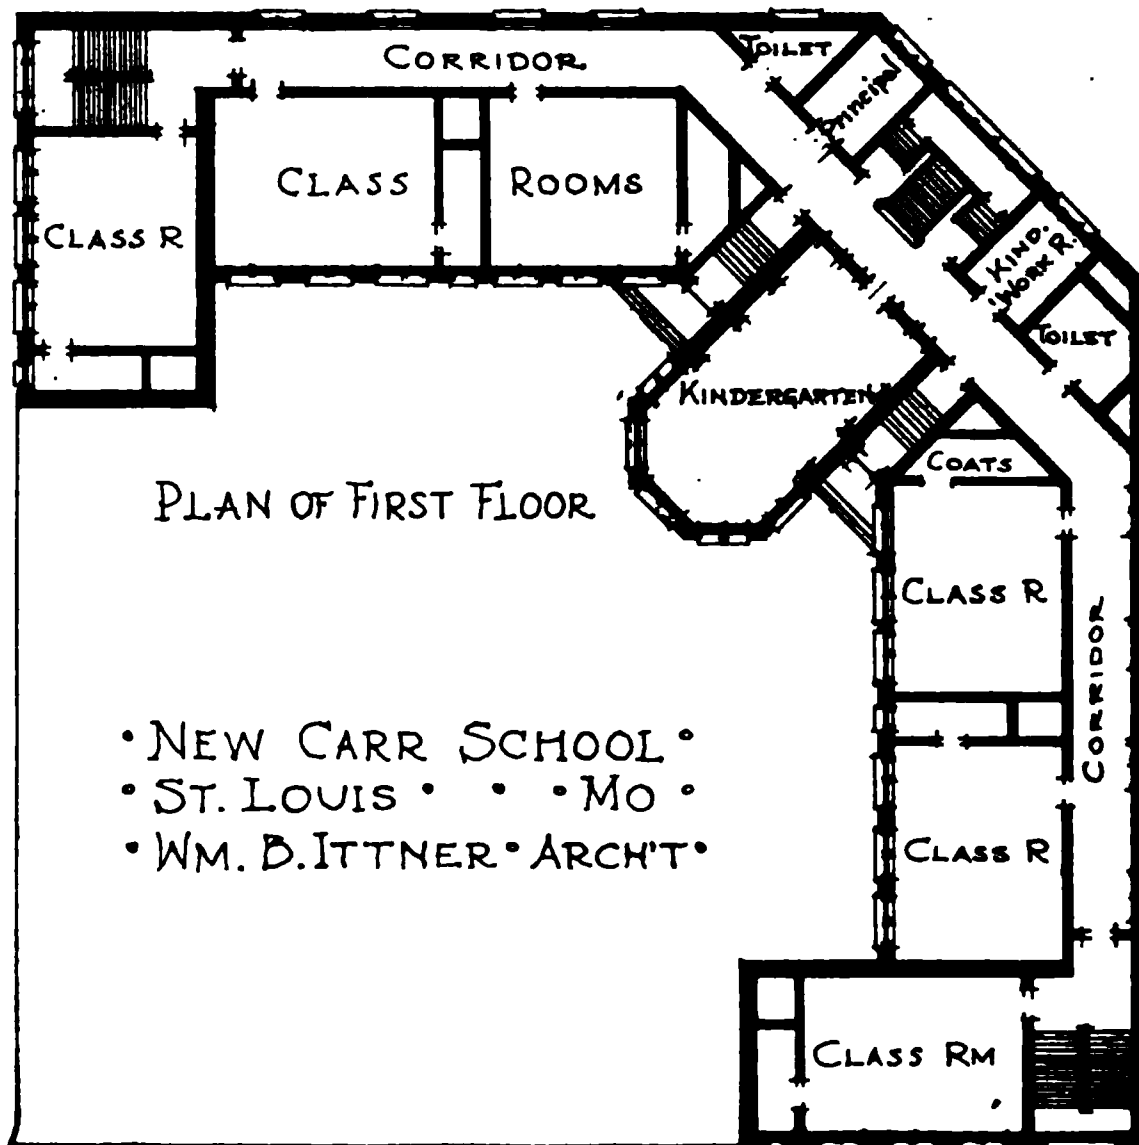 TOILET
CORRIDOR.
Principal
CLASS ROOMS
CLASS R
KIND.
WORK R.
TOILET
KINDERGARTEN
COATS
PLAN OF FIRST FLOOR
CLASS R
CORRIDOR
• NEW CARR SCHOOL •
• ST. LOUIS • • • MO •
• WM. B. ITTNER • ARCH'T •
CLASS R
CLASS RM